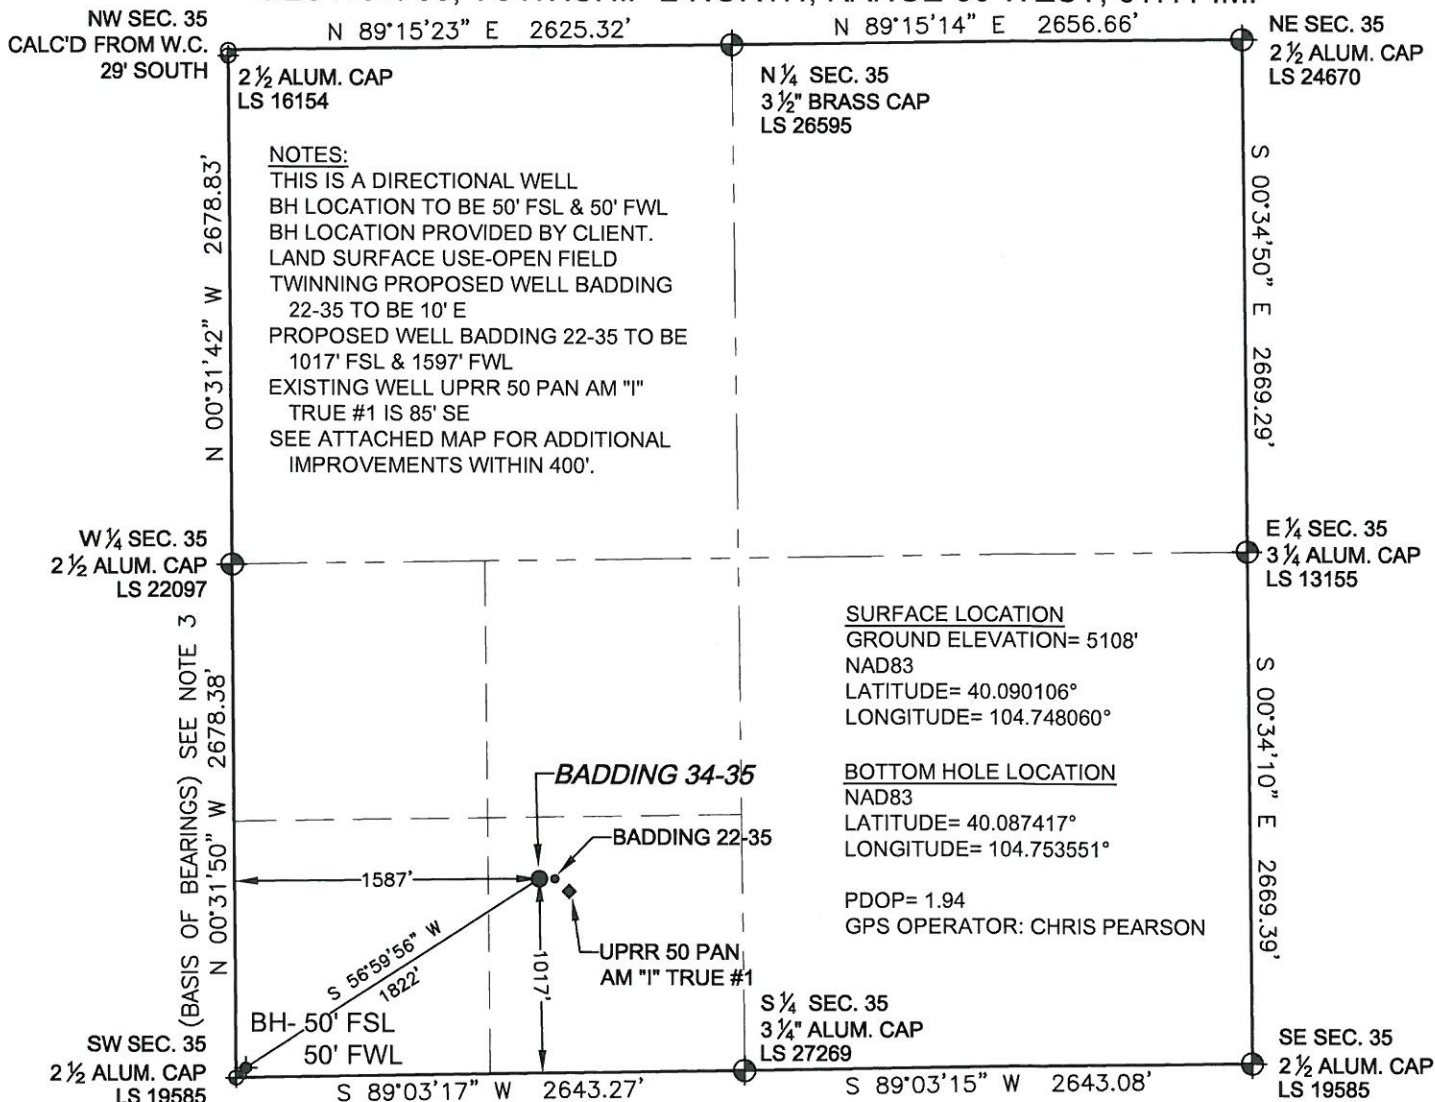 NW SEC. 35
CALC'D FROM W.C.
29' SOUTH
N 89°15'23" E 2625.32'
N 89°15'14" E 2656.66'
NE SEC. 35
2 ½ ALUM. CAP
LS 24670
2 ½ ALUM. CAP
LS 16154
N ¼ SEC. 35
3 ½" BRASS CAP
LS 26595
NOTES:
THIS IS A DIRECTIONAL WELL
BH LOCATION TO BE 50' FSL & 50' FWL
BH LOCATION PROVIDED BY CLIENT.
LAND SURFACE USE-OPEN FIELD
TWINNING PROPOSED WELL BADDING
22-35 TO BE 10' E
PROPOSED WELL BADDING 22-35 TO BE
1017' FSL & 1597' FWL
EXISTING WELL UPRR 50 PAN AM "I"
TRUE #1 IS 85' SE
SEE ATTACHED MAP FOR ADDITIONAL
IMPROVEMENTS WITHIN 400'.
N 00°31'42" W 2678.83'
S 00°34'50" E 2669.29'
W ¼ SEC. 35
2 ½ ALUM. CAP
LS 22097
E ¼ SEC. 35
3 ¼ ALUM. CAP
LS 13155
(BASIS OF BEARINGS) SEE NOTE 3
N 00°31'50" W 2678.38'
SURFACE LOCATION
GROUND ELEVATION= 5108'
NAD83
LATITUDE= 40.090106°
LONGITUDE= 104.748060°
BOTTOM HOLE LOCATION
NAD83
LATITUDE= 40.087417°
LONGITUDE= 104.753551°
PDOP= 1.94
GPS OPERATOR: CHRIS PEARSON
S 00°34'10" E 2669.39'
BADDING 34-35
BADDING 22-35
1587'
UPRR 50 PAN
AM "I" TRUE #1
1017'
S 56°59'56" W
1822'
BH- 50' FSL
50' FWL
SW SEC. 35
2 ½ ALUM. CAP
LS 19585
S ¼ SEC. 35
3 ¼" ALUM. CAP
LS 27269
SE SEC. 35
2 ½ ALUM. CAP
LS 19585
S 89°03'17" W 2643.27'
S 89°03'15" W 2643.08'